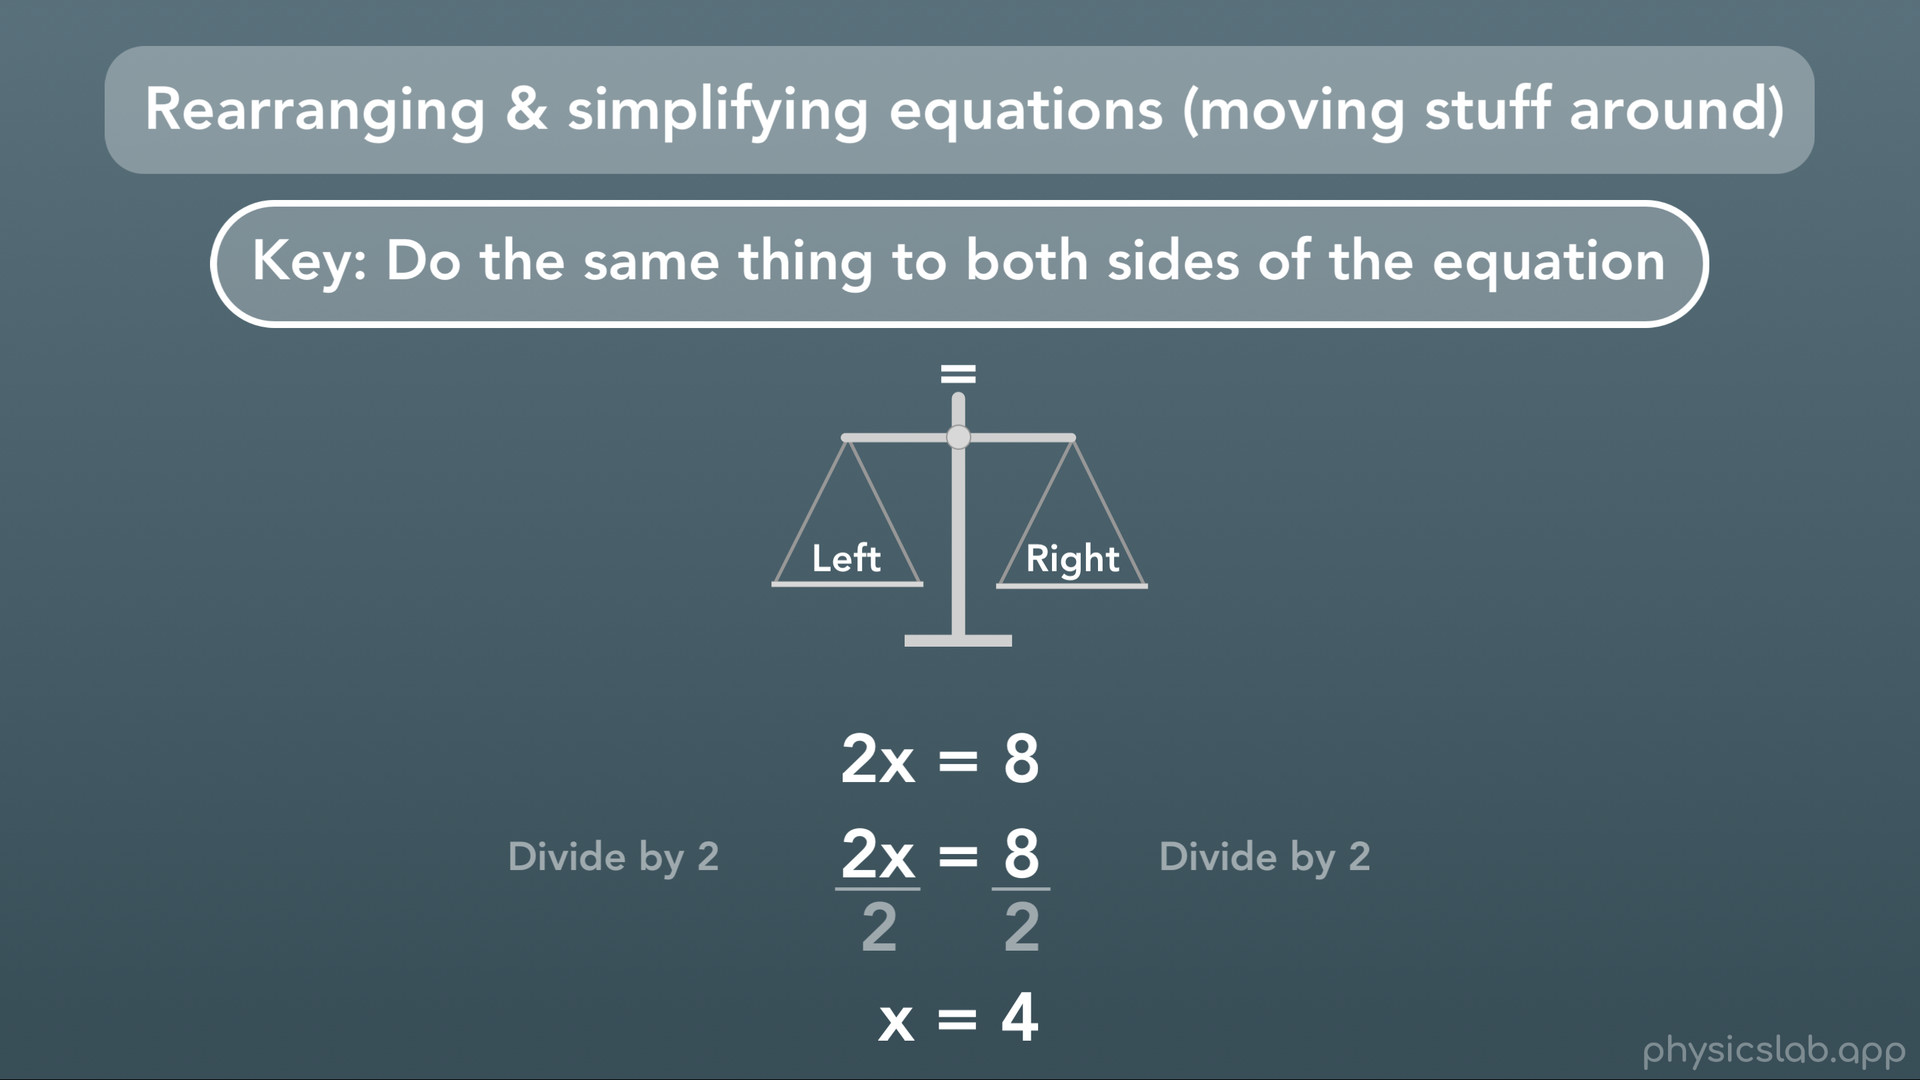 Rearranging & simplifying equations (moving stuff around)
Key: Do the same thing to both sides of the equation
=
Left Right
2x = 8
Divide by 2 2x = 8 Divide by 2
2 2
x = 4
physicslab.app